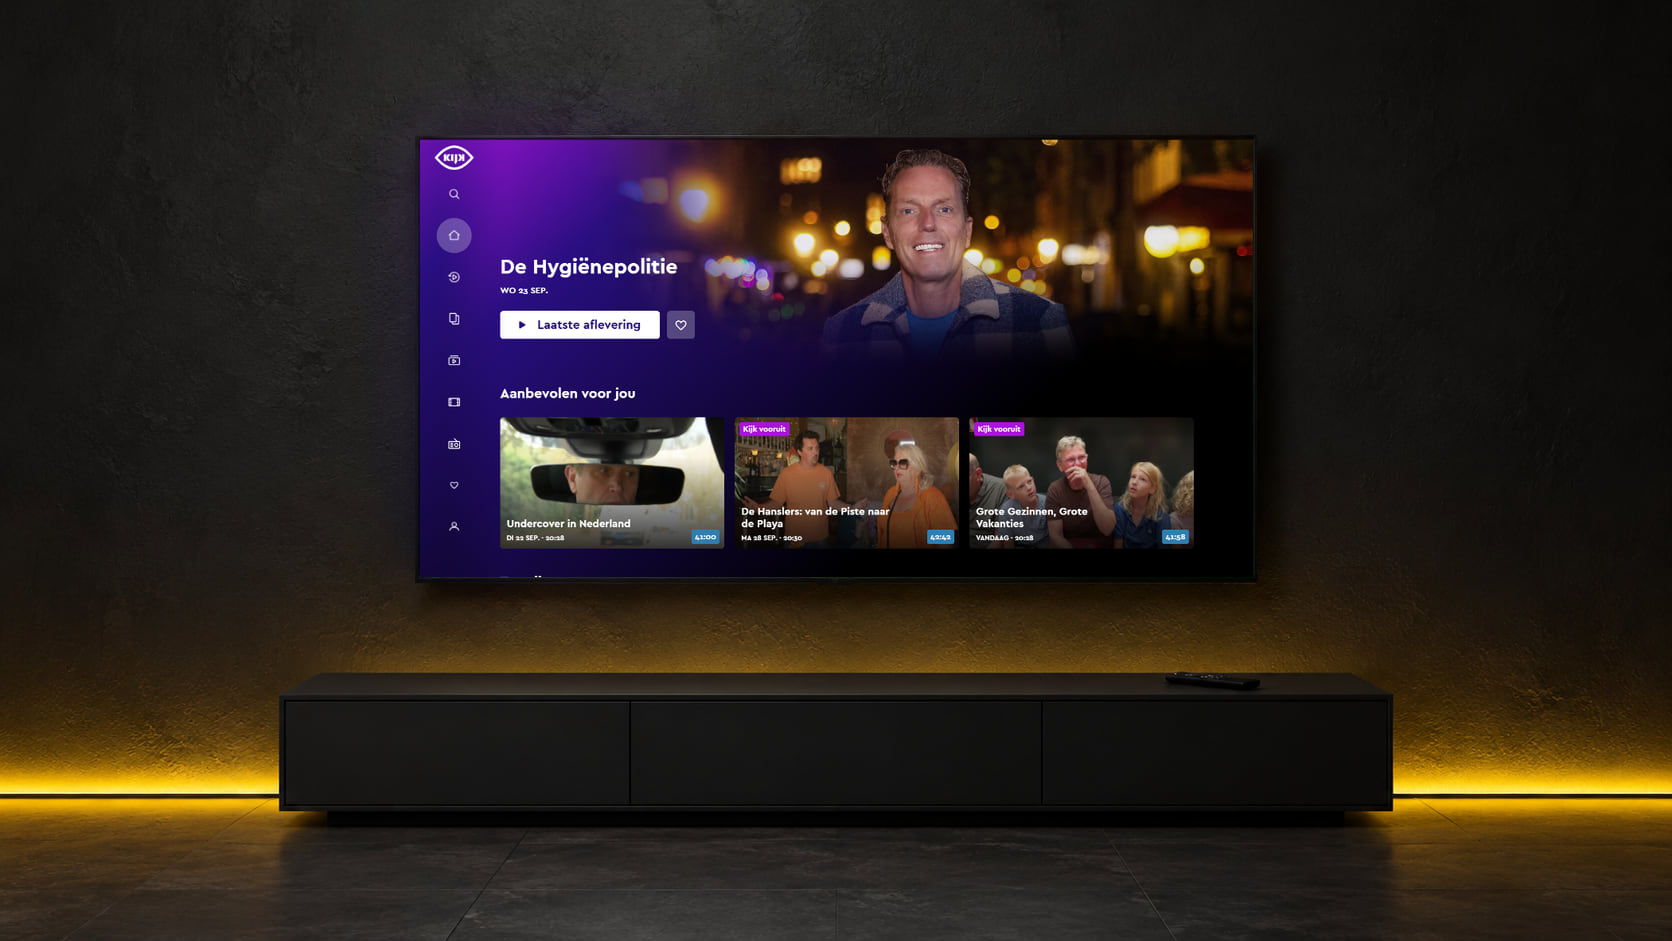 KIJK
De Hygiënepolitie
WO 23 SEP.
Laatste aflevering
Aanbevolen voor jou
Undercover in Nederland
DI 22 SEP. - 20:28
41:00
Kijk vooruit
De Hanslers: van de Piste naar
de Playa
MA 28 SEP. - 20:30
42:42
Kijk vooruit
Grote Gezinnen, Grote
Vakanties
VANDAAG - 20:28
41:58